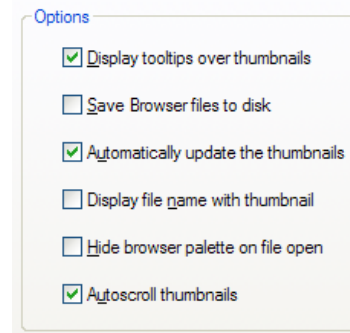 Options
Display tooltips over thumbnails
Save Browser files to disk
Automatically update the thumbnails
Display file name with thumbnail
Hide browser palette on file open
Autoscroll thumbnails